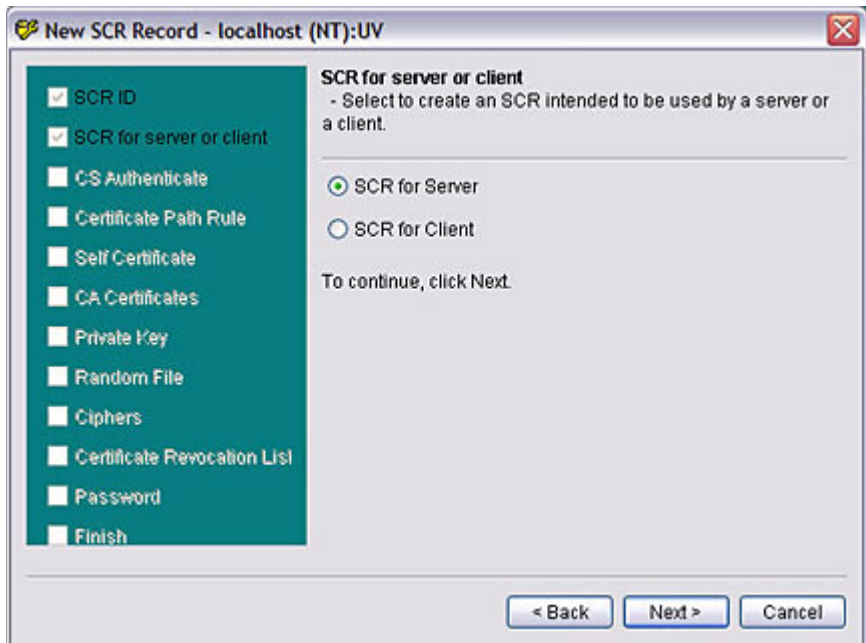 New SCR Record - localhost (NT):UV
SCR ID
SCR for server or client
CS Authenticate
Certificate Path Rule
Self Certificate
CA Certificates
Private Key
Random File
Ciphers
Certificate Revocation List
Password
Finish
SCR for server or client
- Select to create an SCR intended to be used by a server or
a client.
SCR for Server
SCR for Client
To continue, click Next.
< Back
Next >
Cancel